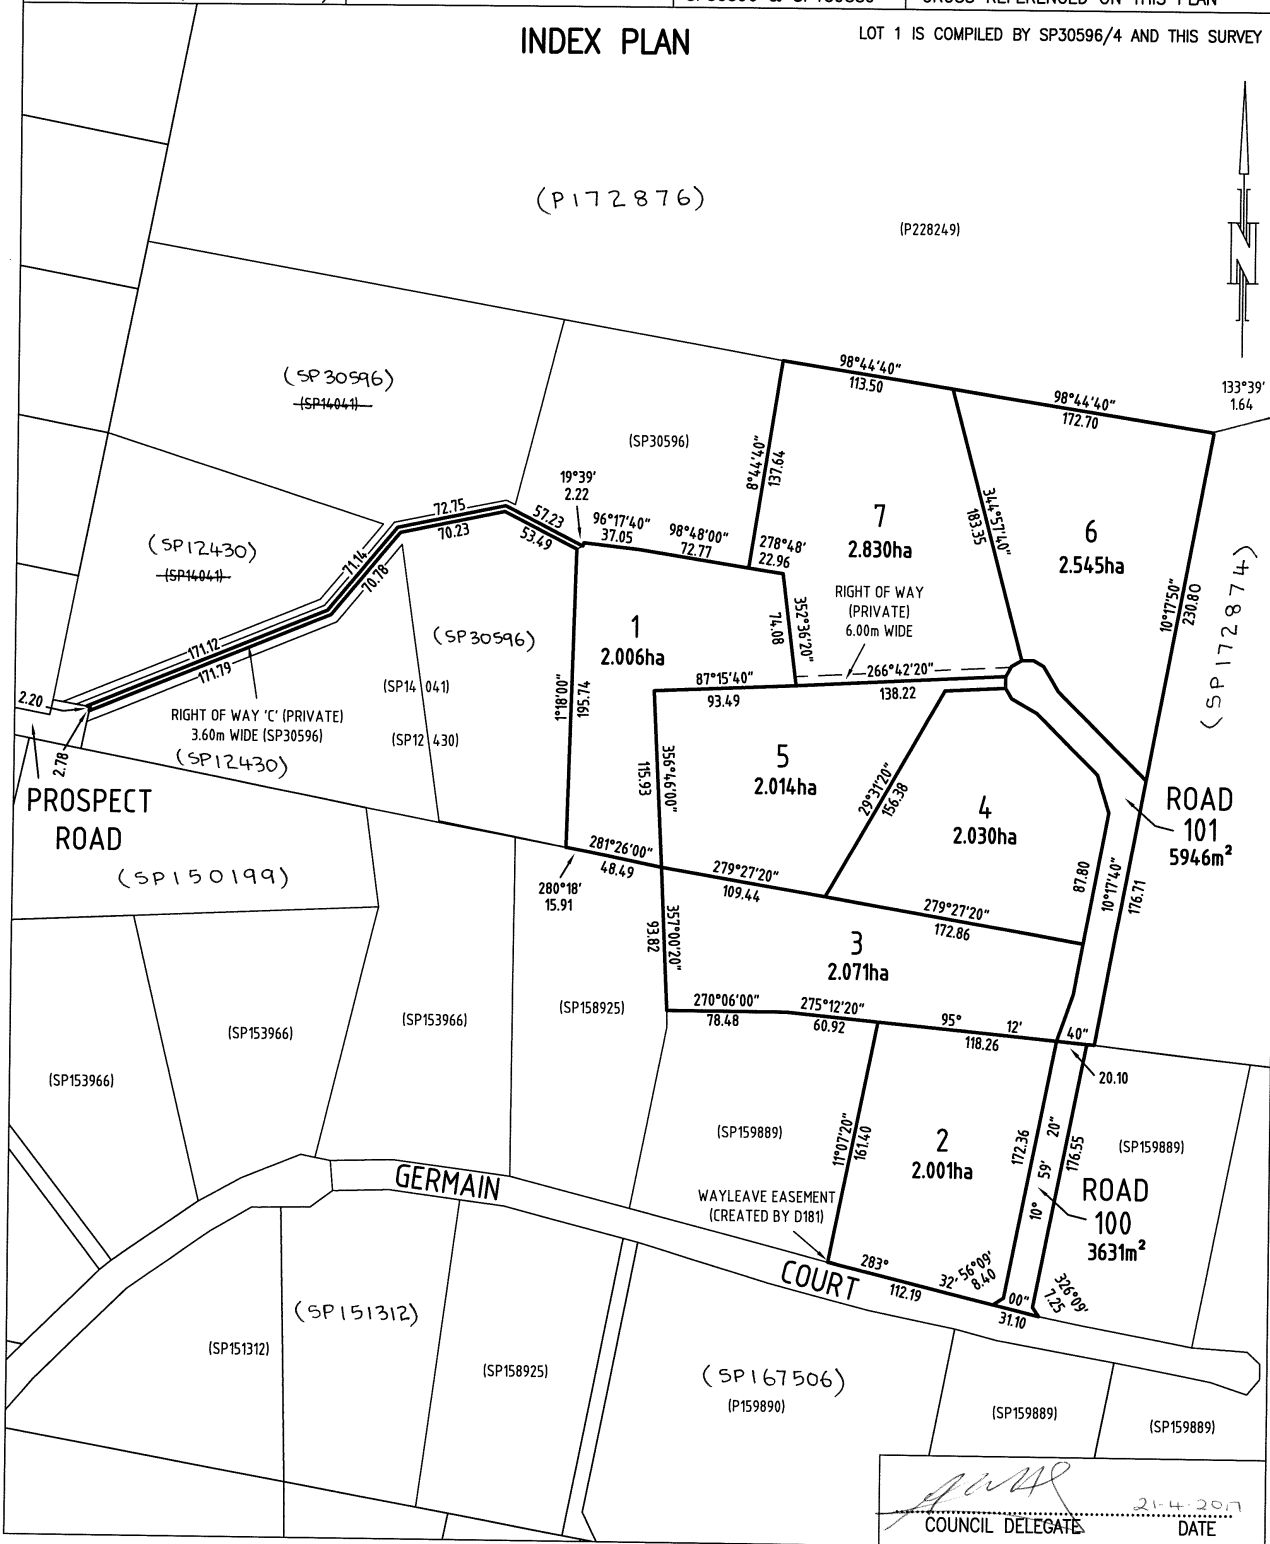 INDEX PLAN
LOT 1 IS COMPILED BY SP30596/4 AND THIS SURVEY
(P172876)
(P228249)
N
(SP30596)
(SP14041)
98°44'40"
113.50
98°44'40"
172.70
133°39'
1.64
(SP30596)
8°44'40"
137.64
19°39'
2.22
72.75
70.23
57.23
53.49
96°17'40"
37.05
98°48'00"
72.77
278°48'
22.96
7
2.830ha
344°57'40"
183.35
6
2.545ha
10°17'50"
230.80
(SP172874)
(SP12430)
(SP14041)
71.14
70.78
RIGHT OF WAY
(PRIVATE)
6.00m WIDE
352°36'20"
74.08
1
2.006ha
(SP30596)
171.12
171.79
(SP14 041)
87°15'40"
93.49
266°42'20"
138.22
2.20
RIGHT OF WAY 'C' (PRIVATE)
3.60m WIDE (SP30596)
(SP12430)
(SP12 430)
1°18'00"
195.74
2.78
PROSPECT
ROAD
356°46'00"
115.93
5
2.014ha
29°31'20"
156.38
4
2.030ha
ROAD
101
5946m²
281°26'00"
48.49
87.80
10°17'40"
176.71
(SP150199)
280°18'
15.91
279°27'20"
109.44
279°27'20"
172.86
357°00'20"
93.82
3
2.071ha
(SP158925)
270°06'00"
78.48
275°12'20"
60.92
95° 12' 40"
118.26
20.10
(SP153966)
(SP153966)
(SP153966)
(SP159889)
11°07'20"
161.40
2
2.001ha
172.36
10° 59' 20"
176.55
(SP159889)
ROAD
100
3631m²
GERMAIN
COURT
WAYLEAVE EASEMENT
(CREATED BY D181)
283° 32' 00"
112.19
56°09'
8.40
31.10
326°09'
7.25
(SP151312)
(SP151312)
(SP158925)
(SP167506)
(P159890)
(SP159889)
(SP159889)
21-4-2017
COUNCIL DELEGATE
DATE